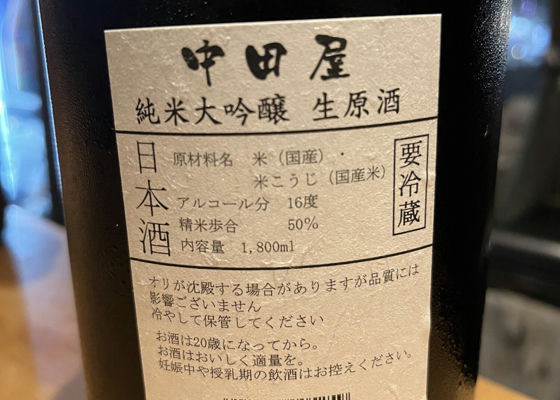 中田屋
純米大吟醸 生原酒
日本酒
原材料名 米（国産）・
米こうじ（国産米）
アルコール分 16度
精米歩合 50%
内容量 1,800ml
要冷蔵
オリが沈殿する場合がありますが品質には
影響ございません
冷やして保管してください
お酒は20歳になってから。
お酒はおいしく適量を。
妊娠中や授乳期の飲酒はお控えください。